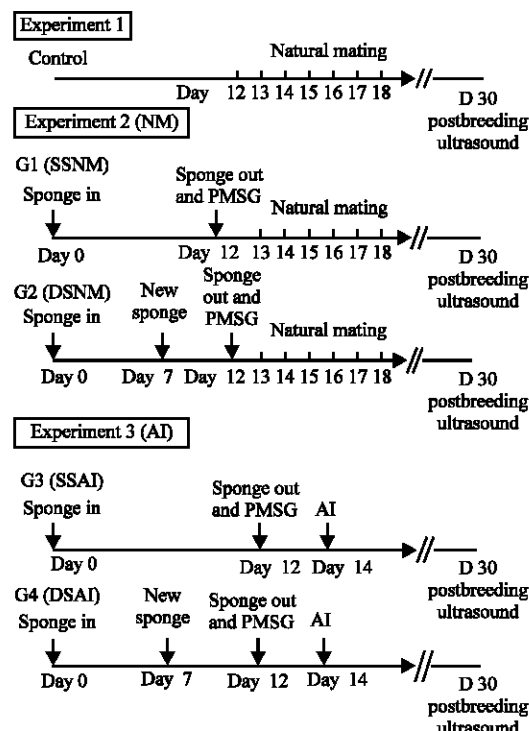 Experiment 1
Control
Natural mating
Day 12 13 14 15 16 17 18
D 30
postbreeding
ultrasound
Experiment 2 (NM)
G1 (SSNM)
Sponge in
Sponge out
and PMSG
Natural mating
Day 0
Day 12 13 14 15 16 17 18
D 30
postbreeding
ultrasound
G2 (DSNM)
Sponge in
New
sponge
Sponge
out and
PMSG
Natural mating
Day 0
Day 7
Day 12 13 14 15 16 17 18
D 30
postbreeding
ultrasound
Experiment 3 (AI)
G3 (SSAI)
Sponge in
Sponge out
and PMSG
AI
Day 0
Day 12
Day 14
D 30
postbreeding
ultrasound
G4 (DSAI)
Sponge in
New
sponge
Sponge out
and PMSG
AI
Day 0
Day 7
Day 12
Day 14
D 30
postbreeding
ultrasound